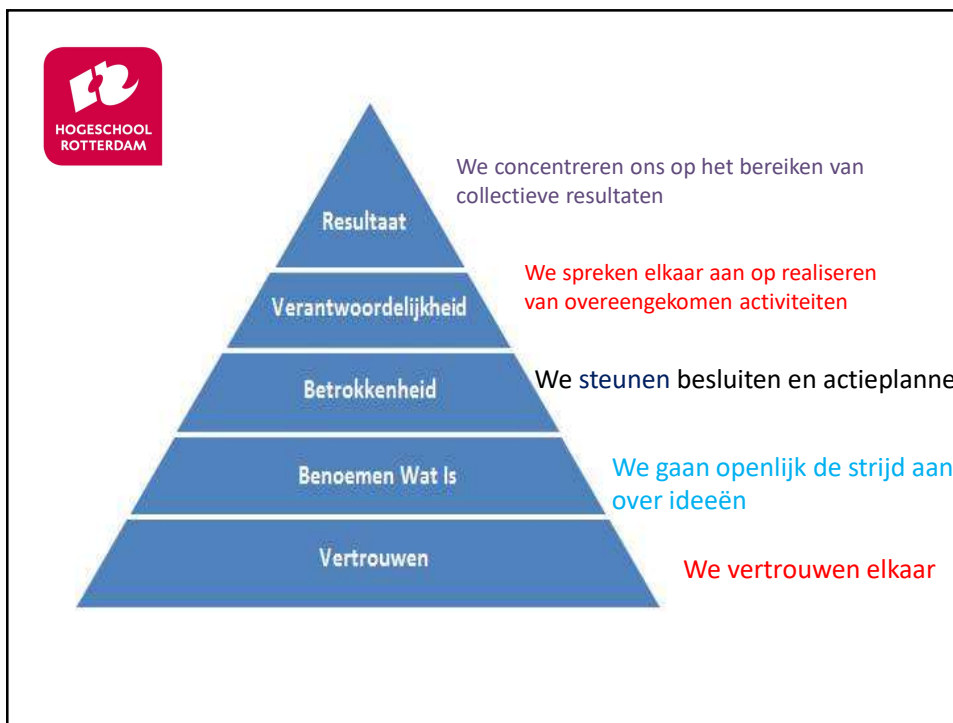 HOGESCHOOL
ROTTERDAM
We concentreren ons op het bereiken van
collectieve resultaten
Resultaat
We spreken elkaar aan op realiseren
van overeengekomen activiteiten
Verantwoordelijkheid
We steunen besluiten en actieplanne
Betrokkenheid
We gaan openlijk de strijd aan
over ideeën
Benoemen Wat Is
Vertrouwen
We vertrouwen elkaar